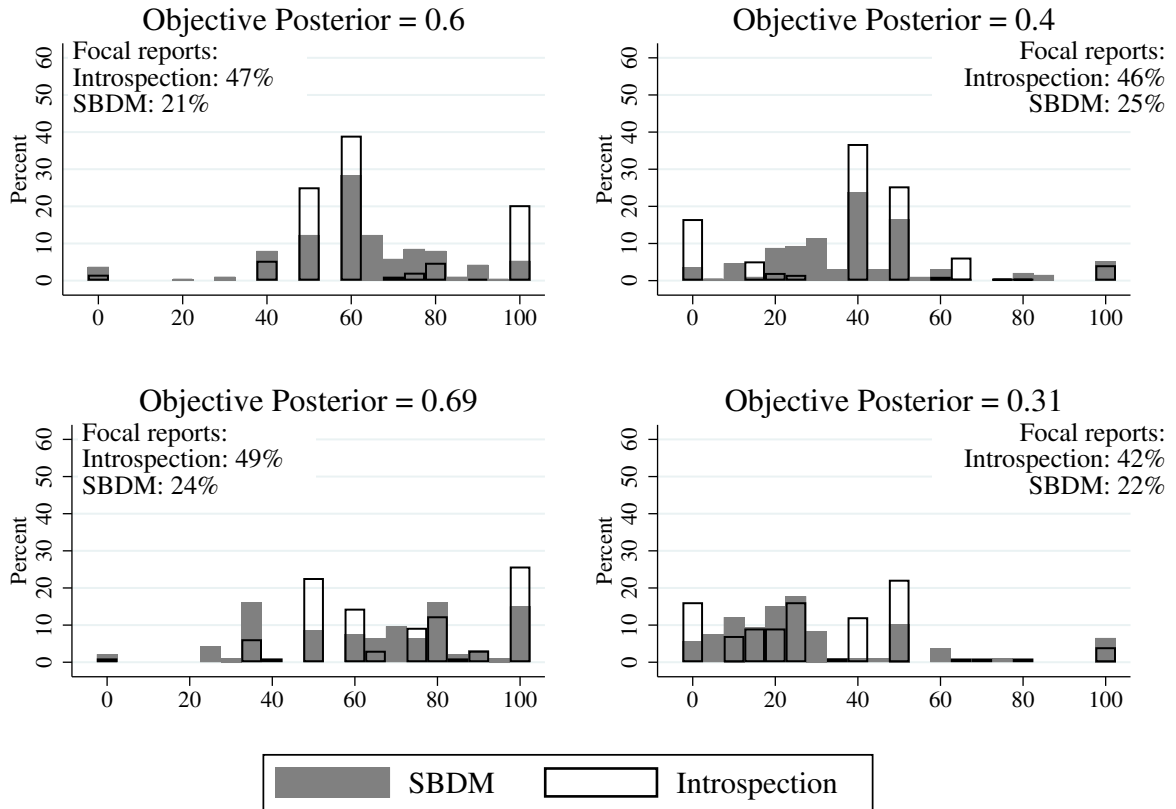 Objective Posterior = 0.6
Focal reports:
Introspection: 47%
SBDM: 21%
Percent
0 10 20 30 40 50 60
0 20 40 60 80 100
Objective Posterior = 0.4
Focal reports:
Introspection: 46%
SBDM: 25%
Percent
0 10 20 30 40 50 60
0 20 40 60 80 100
Objective Posterior = 0.69
Focal reports:
Introspection: 49%
SBDM: 24%
Percent
0 10 20 30 40 50 60
0 20 40 60 80 100
Objective Posterior = 0.31
Focal reports:
Introspection: 42%
SBDM: 22%
Percent
0 10 20 30 40 50 60
0 20 40 60 80 100
SBDM Introspection